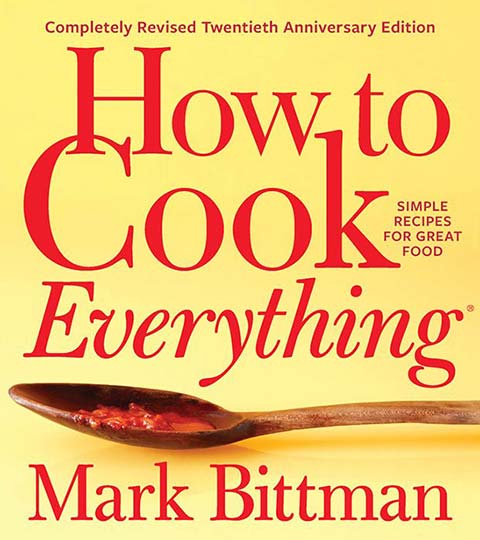 Completely Revised Twentieth Anniversary Edition
How to
Cook
SIMPLE
RECIPES
FOR GREAT
FOOD
Everything®
Mark Bittman